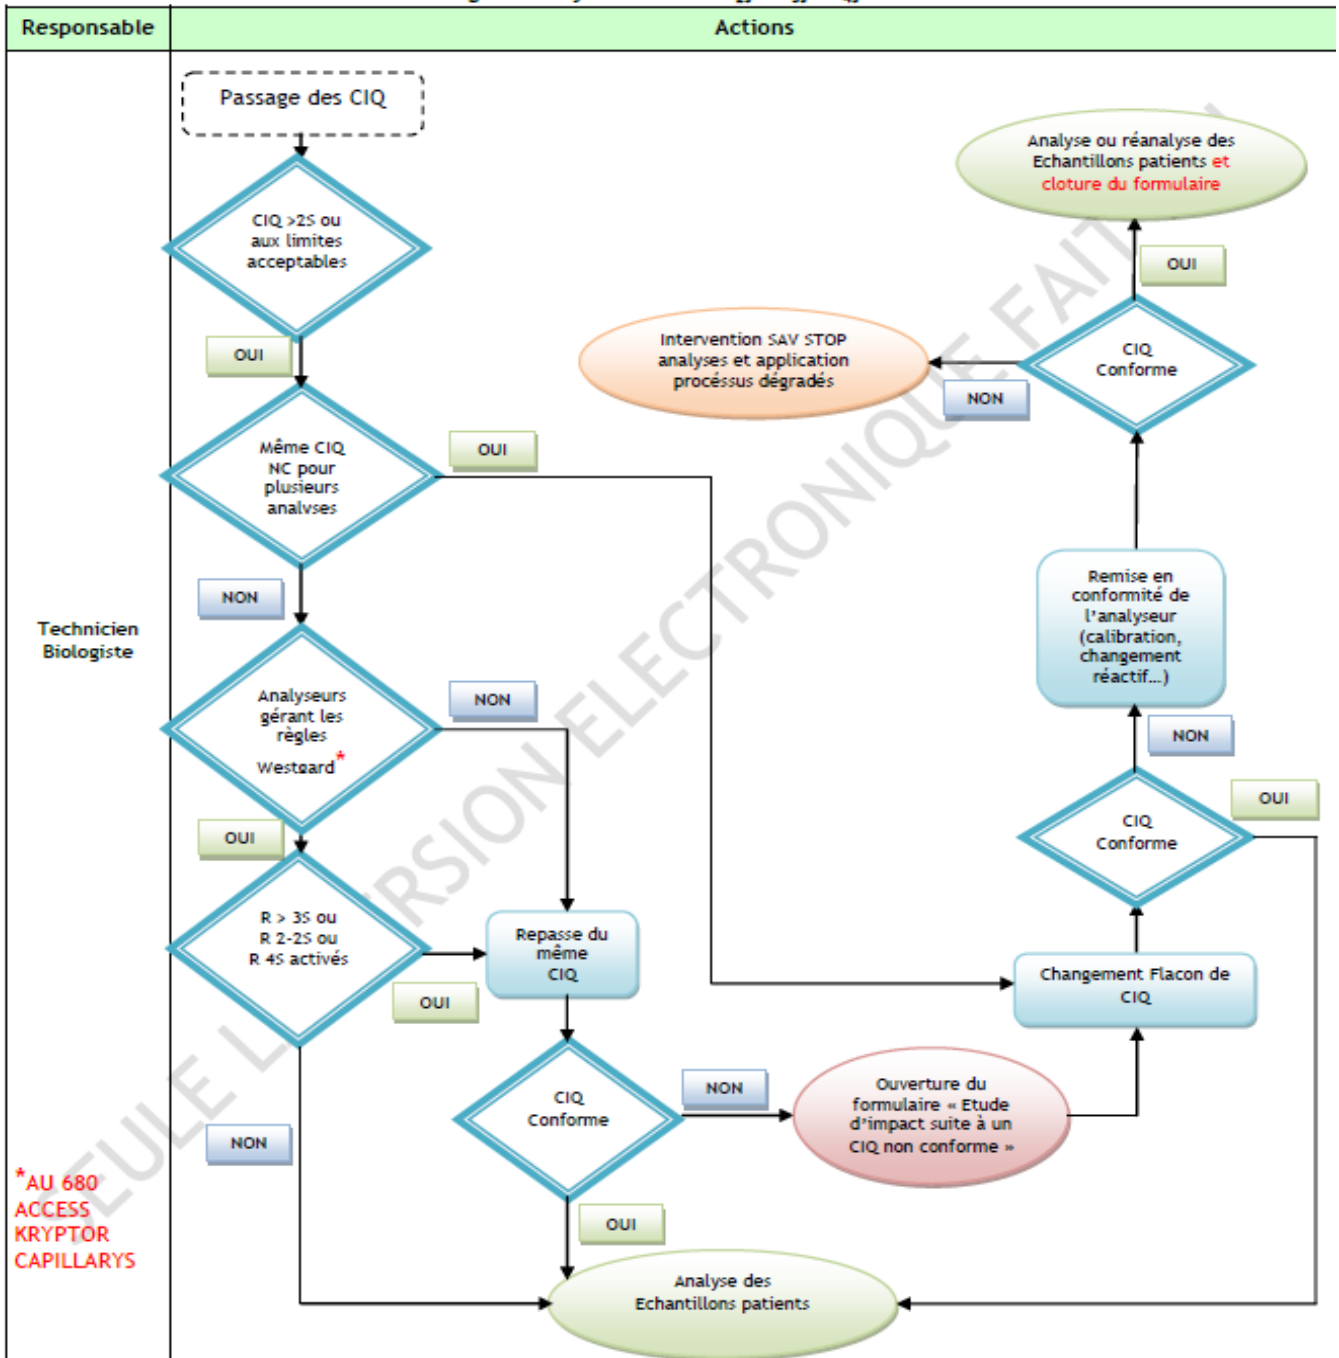 Responsable
Actions
Passage des CIQ
CIQ >2S ou
aux limites
acceptables
OUI
Même CIQ
NC pour
plusieurs
analyses
OUI
NON
Technicien
Biologiste
Analyseurs
gérant les
règles
Westgard*
NON
OUI
R > 3S ou
R 2-2S ou
R 4S activés
OUI
NON
Repasse du
même
CIQ
CIQ
Conforme
NON
OUI
Ouverture du
formulaire « Etude
d'impact suite à un
CIQ non conforme »
Changement Flacon de
CIQ
CIQ
Conforme
OUI
NON
Remise en
conformité de
l'analyseur
(calibration,
changement
réactif…)
CIQ
Conforme
NON
Intervention SAV STOP
analyses et application
procéssus dégradés
OUI
Analyse ou réanalyse des
Echantillons patients et
cloture du formulaire
Analyse des
Echantillons patients
*AU 680
ACCESS
KRYPTOR
CAPILLARYS
SEULE VERSION ELECTRONIQUE FAIT